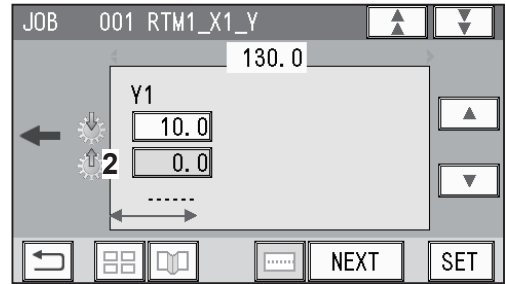 JOB 001 RTM1_X1_Y
130.0
Y1
10.0
2 0.0
------
NEXT SET